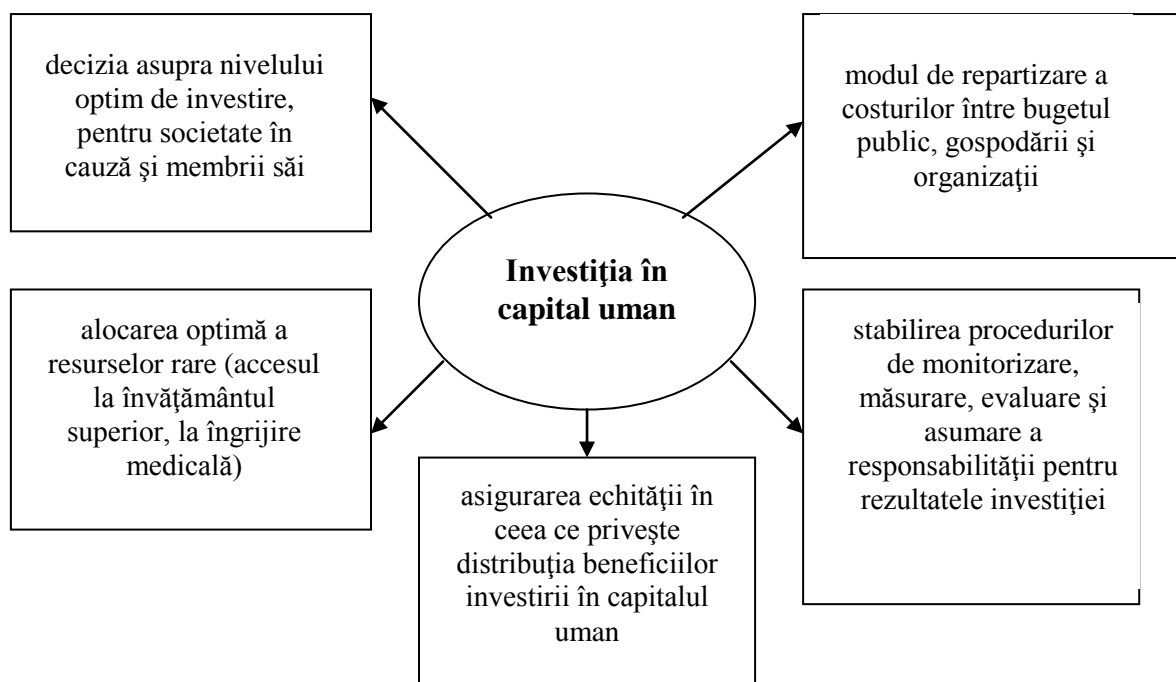 decizia asupra nivelului
optim de investire,
pentru societate în
cauză şi membrii săi
modul de repartizare a
costurilor între bugetul
public, gospodării şi
organizaţii
Investiţia în
capital uman
alocarea optimă a
resurselor rare (accesul
la învăţământul
superior, la îngrijire
medicală)
stabilirea procedurilor
de monitorizare,
măsurare, evaluare şi
asumare a
responsabilităţii pentru
rezultatele investiţiei
asigurarea echităţii în
ceea ce priveşte
distribuţia beneficiilor
investirii în capitalul
uman